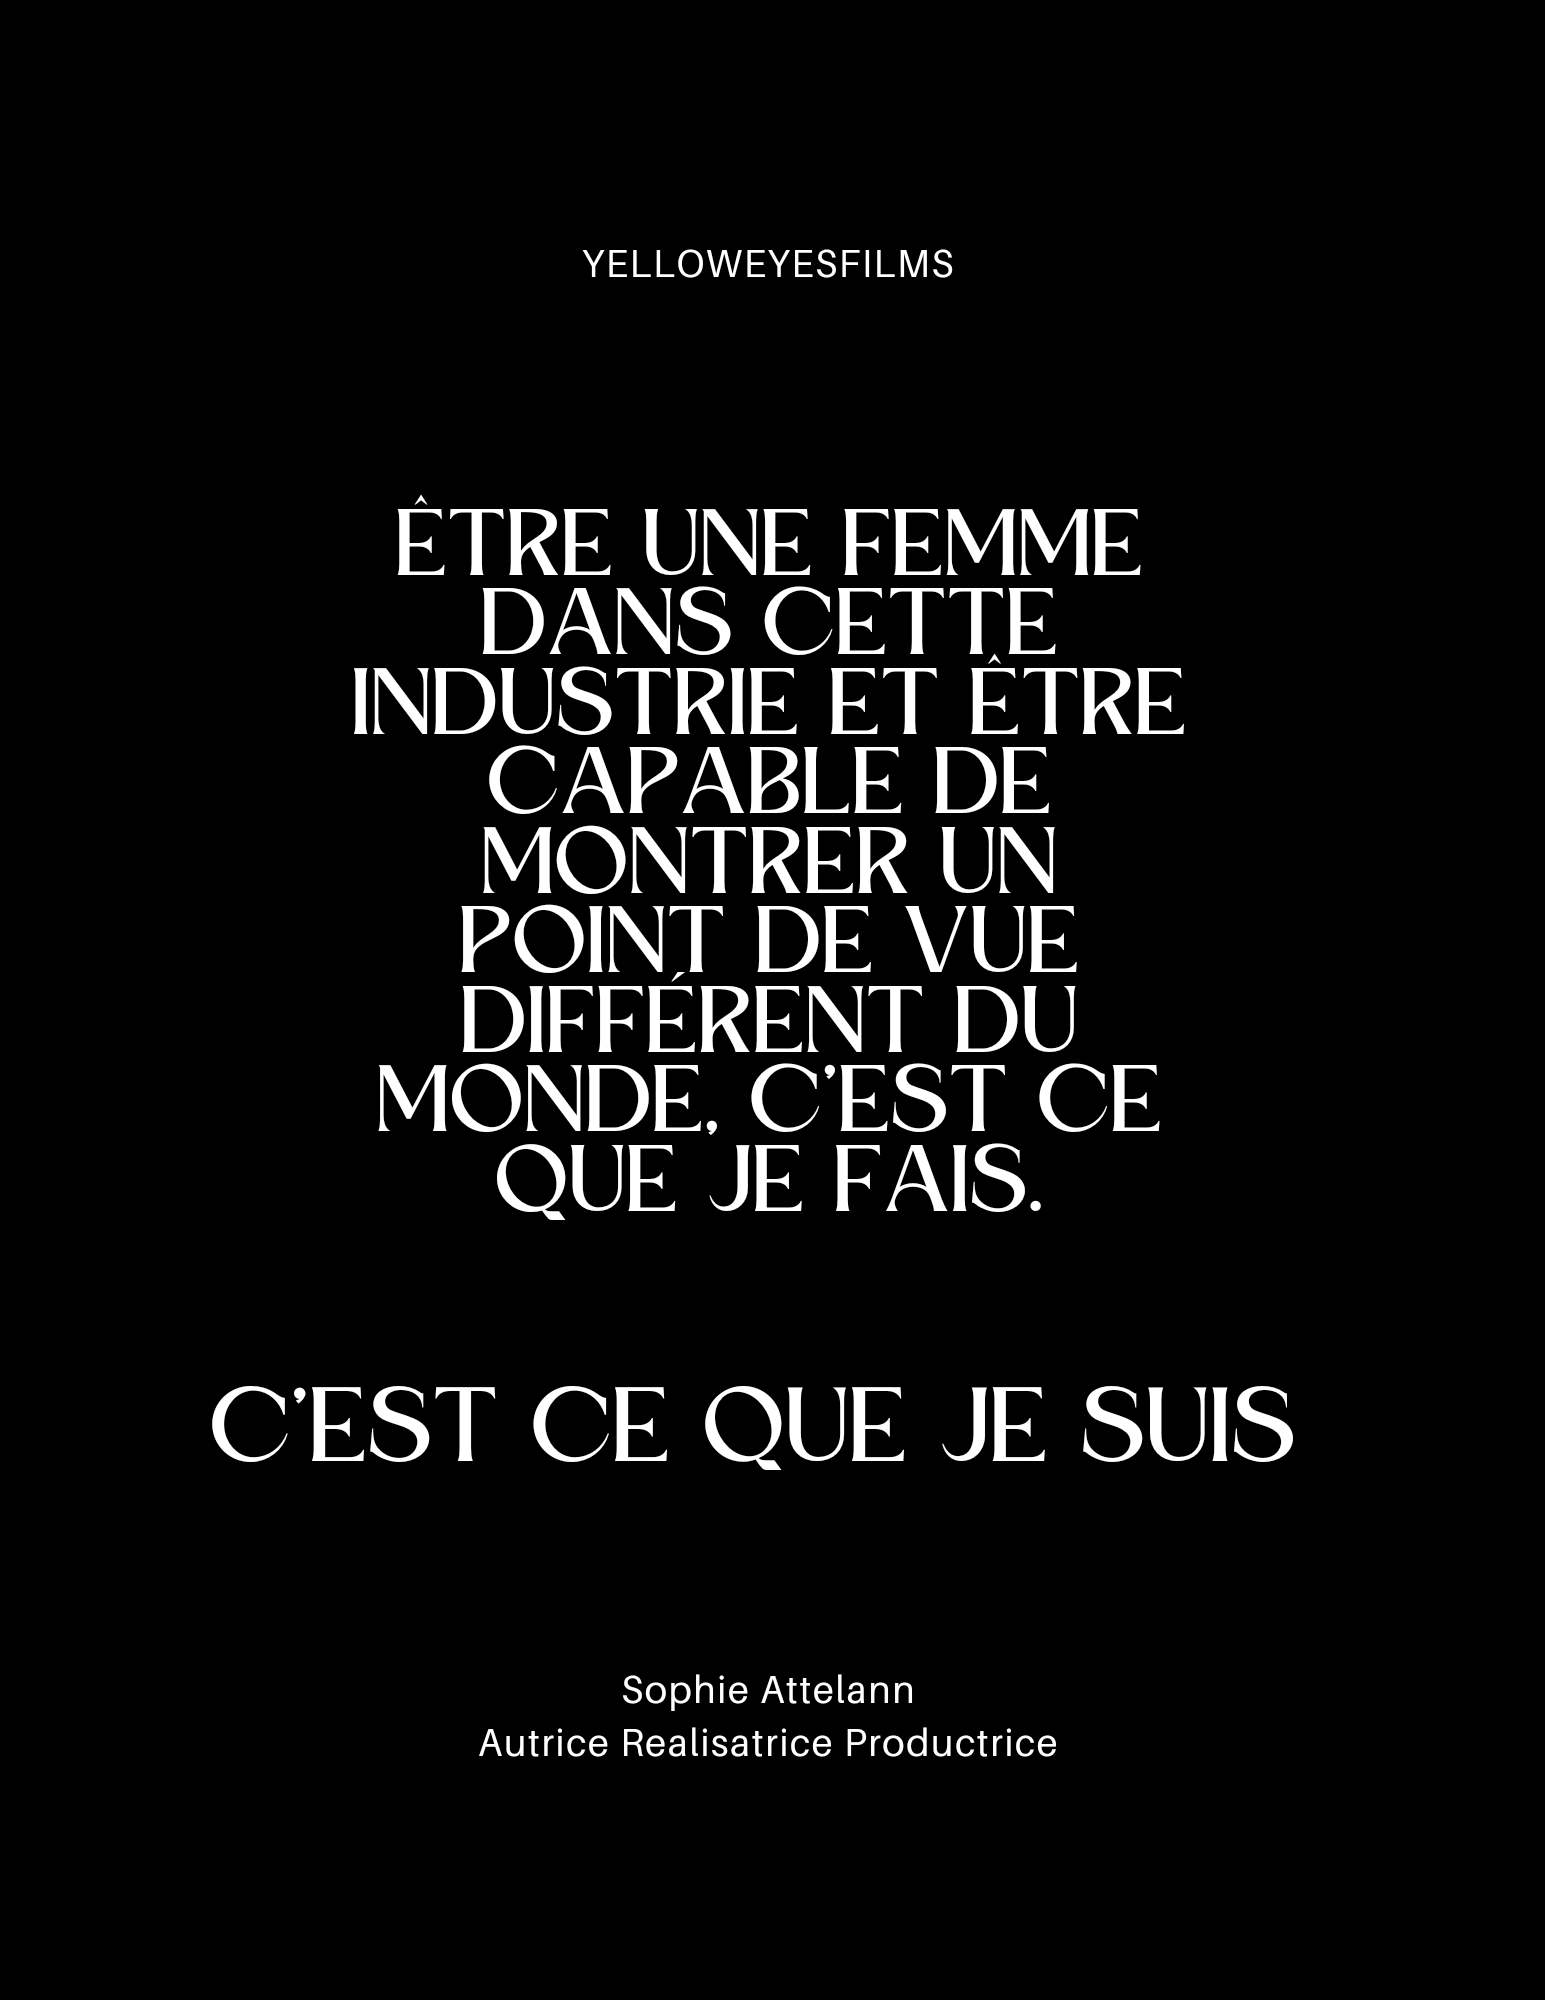 YELLOWEYESFILMS
ÊTRE UNE FEMME
DANS CETTE
INDUSTRIE ET ÊTRE
CAPABLE DE
MONTRER UN
POINT DE VUE
DIFFÉRENT DU
MONDE, C'EST CE
QUE JE FAIS.
C'EST CE QUE JE SUIS
Sophie Attelann
Autrice Realisatrice Productrice